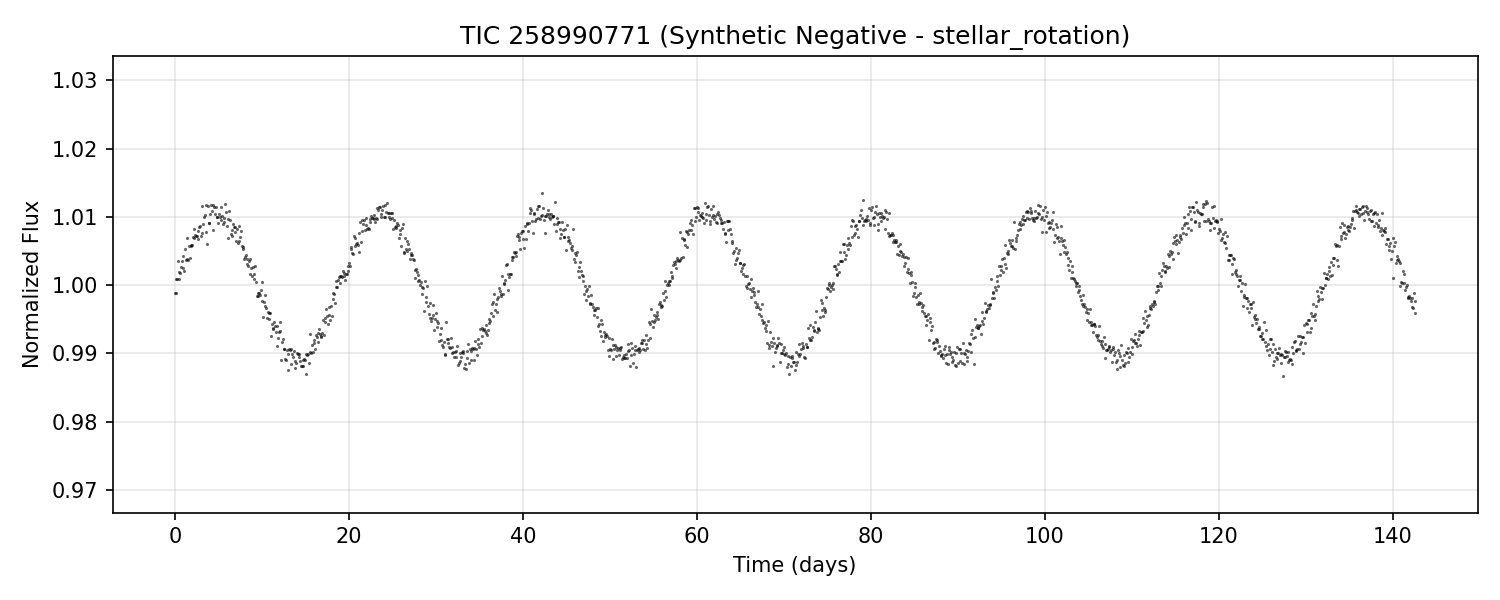 TIC 258990771 (Synthetic Negative - stellar_rotation)
1.03
1.02
1.01
1.00
0.99
0.98
0.97
Normalized Flux
0 20 40 60 80 100 120 140
Time (days)